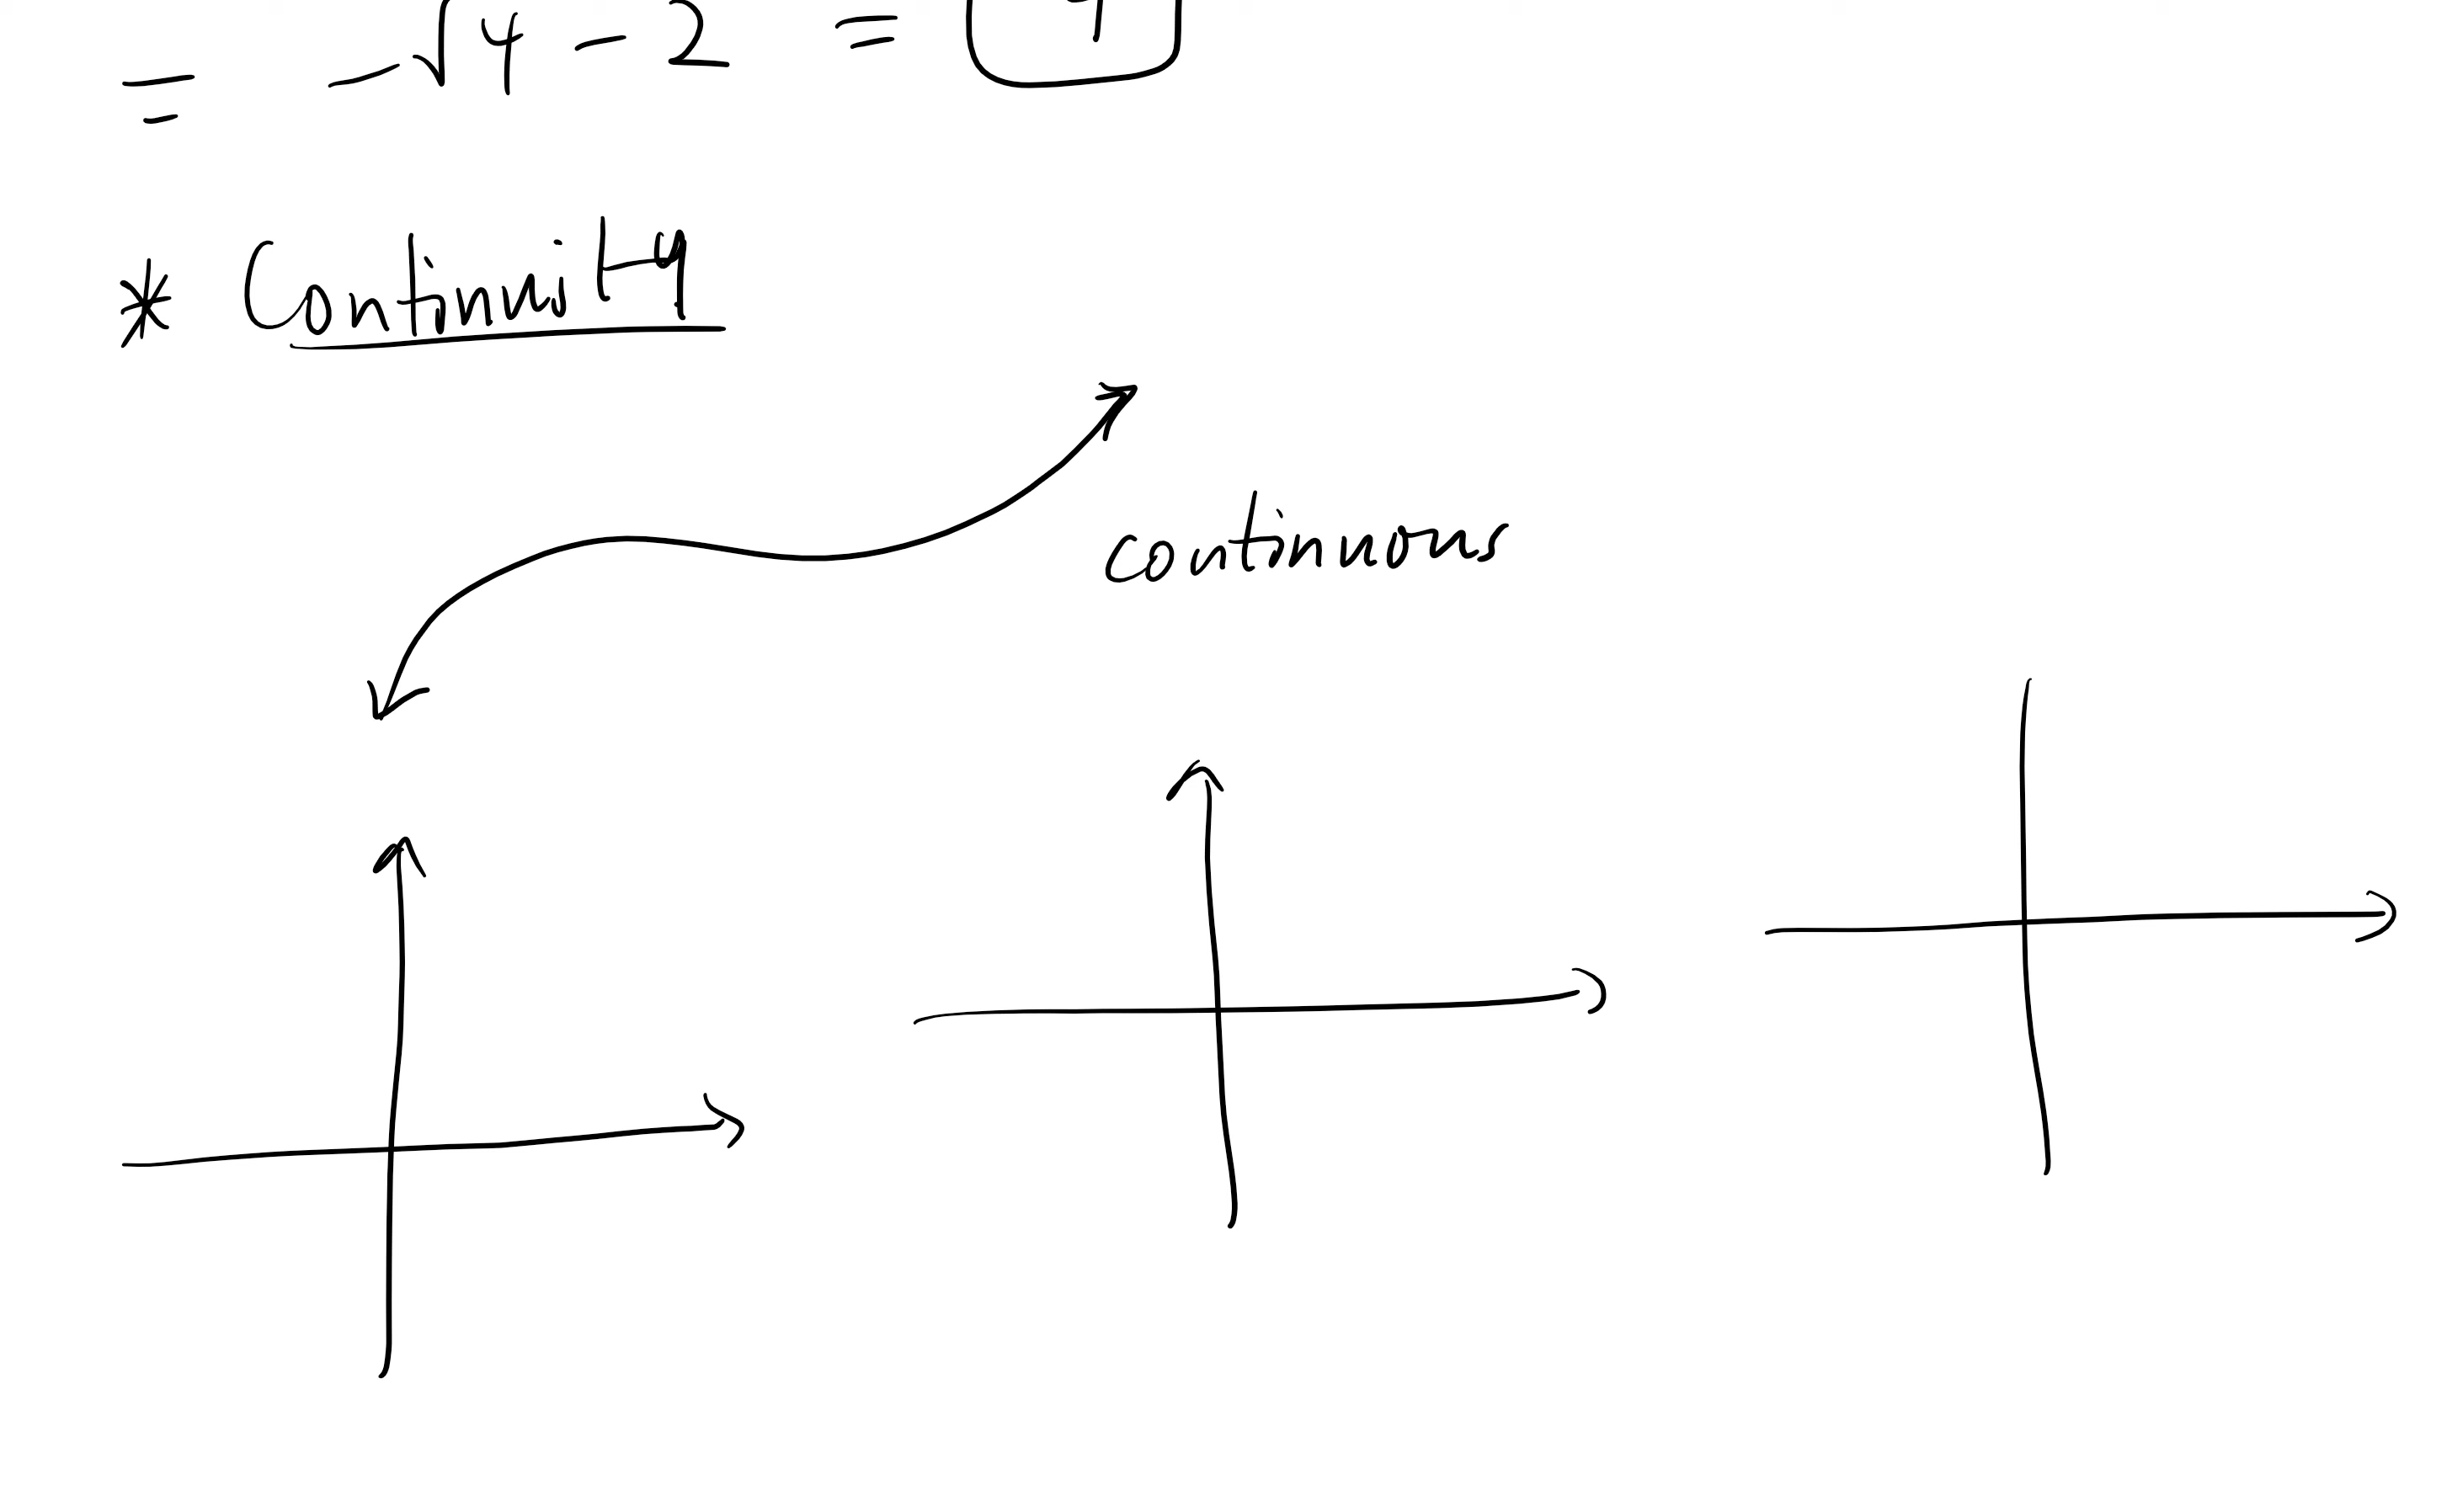 = -√4 - 2 =
* Continuity
continuous